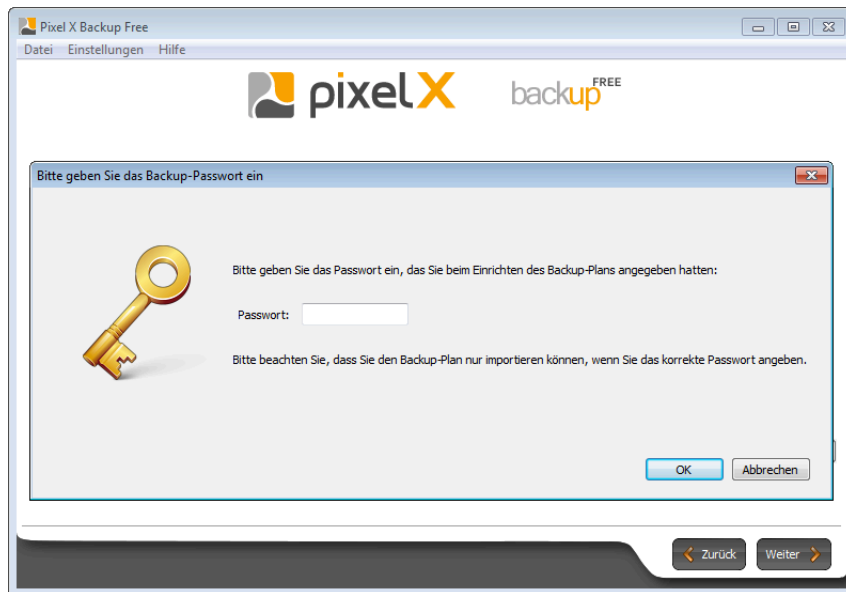 Pixel X Backup Free
Datei Einstellungen Hilfe
pixelX backup FREE
Bitte geben Sie das Backup-Passwort ein
Bitte geben Sie das Passwort ein, das Sie beim Einrichten des Backup-Plans angegeben hatten:
Passwort:
Bitte beachten Sie, dass Sie den Backup-Plan nur importieren können, wenn Sie das korrekte Passwort angeben.
OK Abbrechen
Zurück Weiter